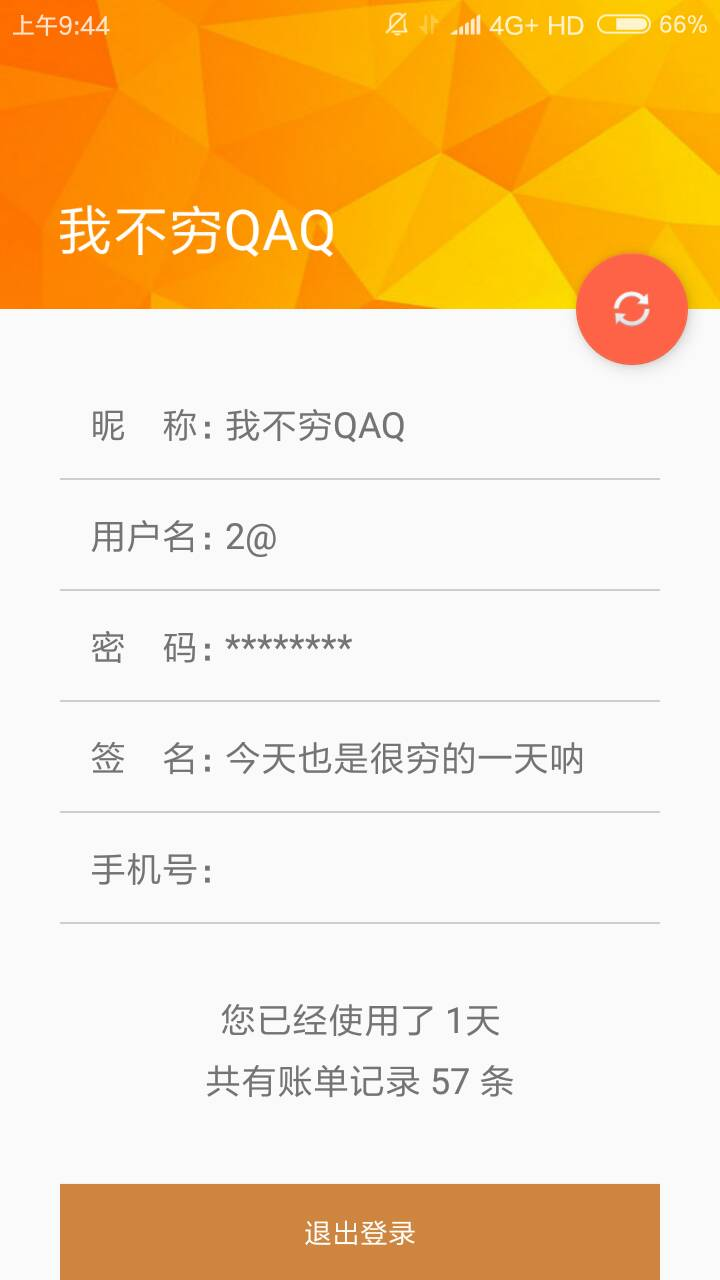 上午9:44 4G+ HD 66%
我不穷QAQ
昵 称：我不穷QAQ
用户名：2@
密 码：********
签 名：今天也是很穷的一天呐
手机号：
您已经使用了 1天
共有账单记录 57 条
退出登录